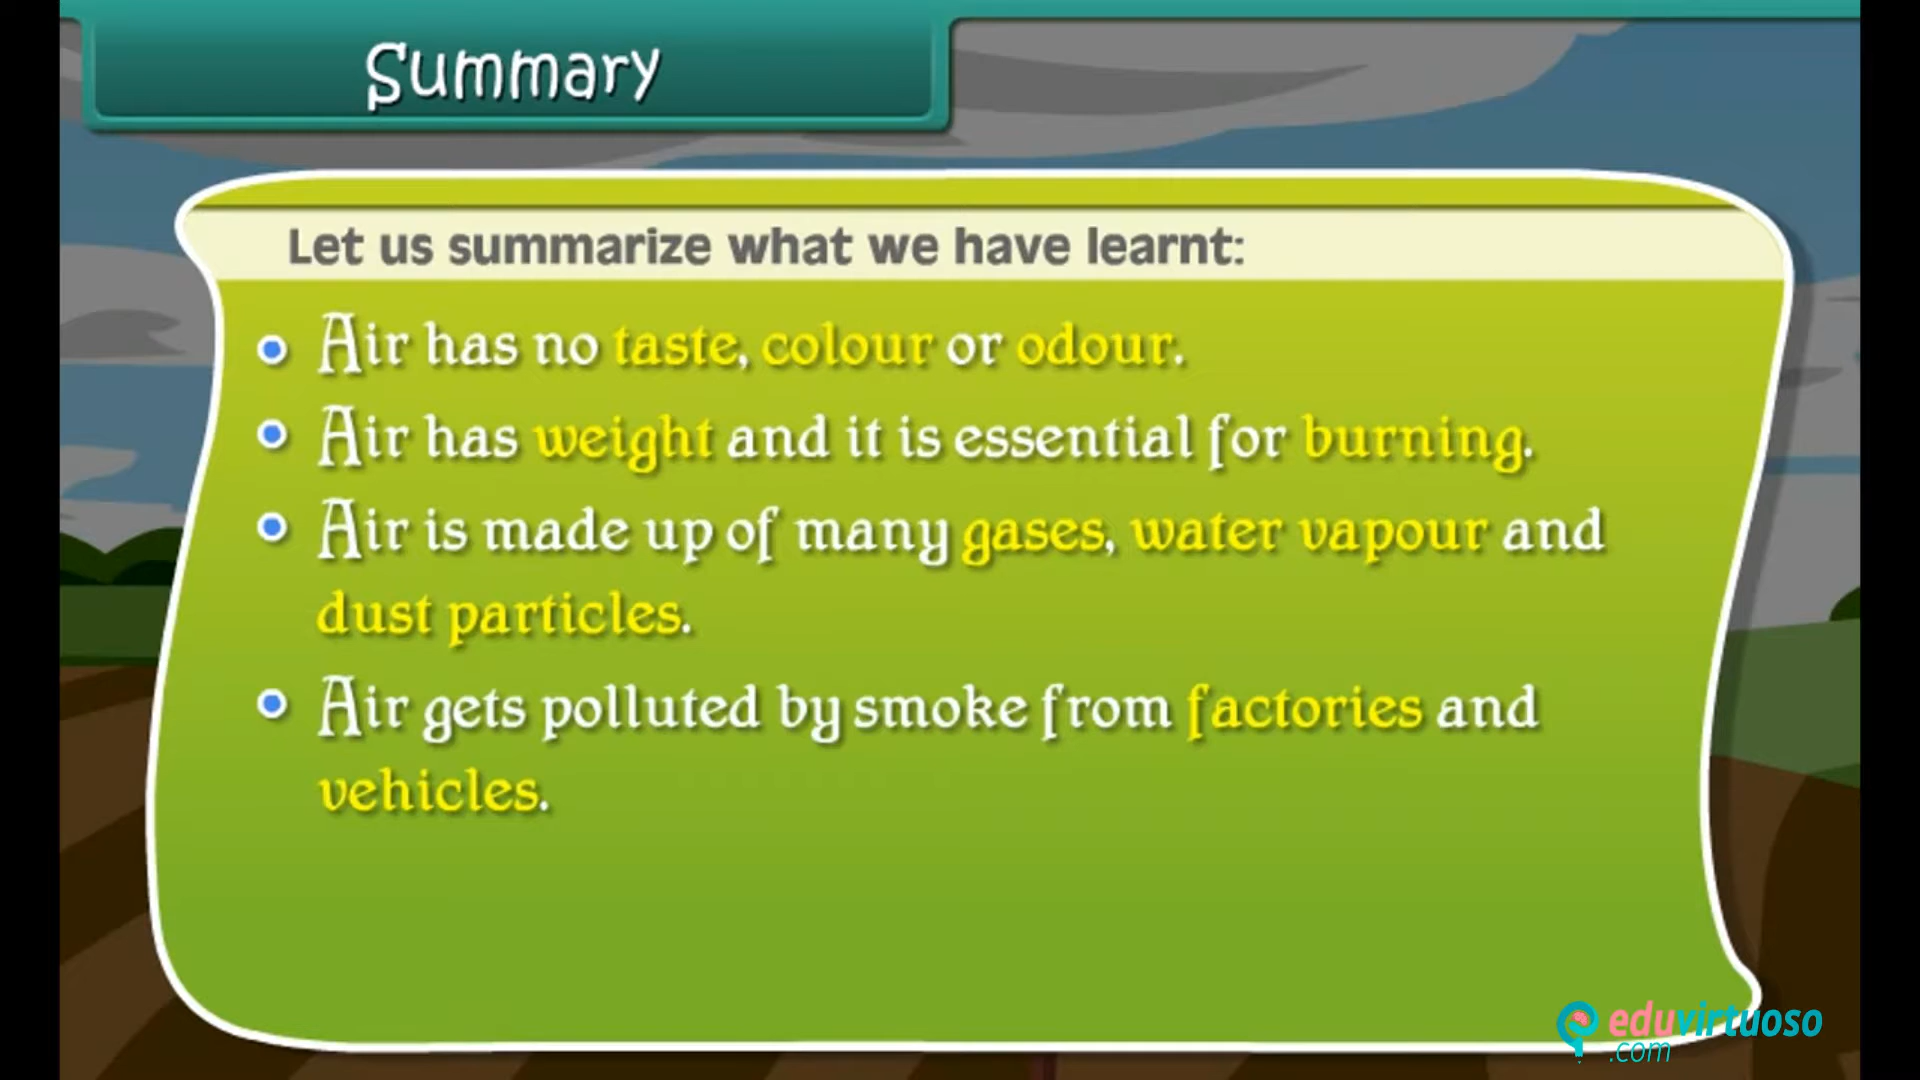 Summary
Let us summarize what we have learnt:
Air has no taste, colour or odour.
Air has weight and it is essential for burning.
Air is made up of many gases, water vapour and
dust particles.
Air gets polluted by smoke from factories and
vehicles.
eduvirtuoso
.com